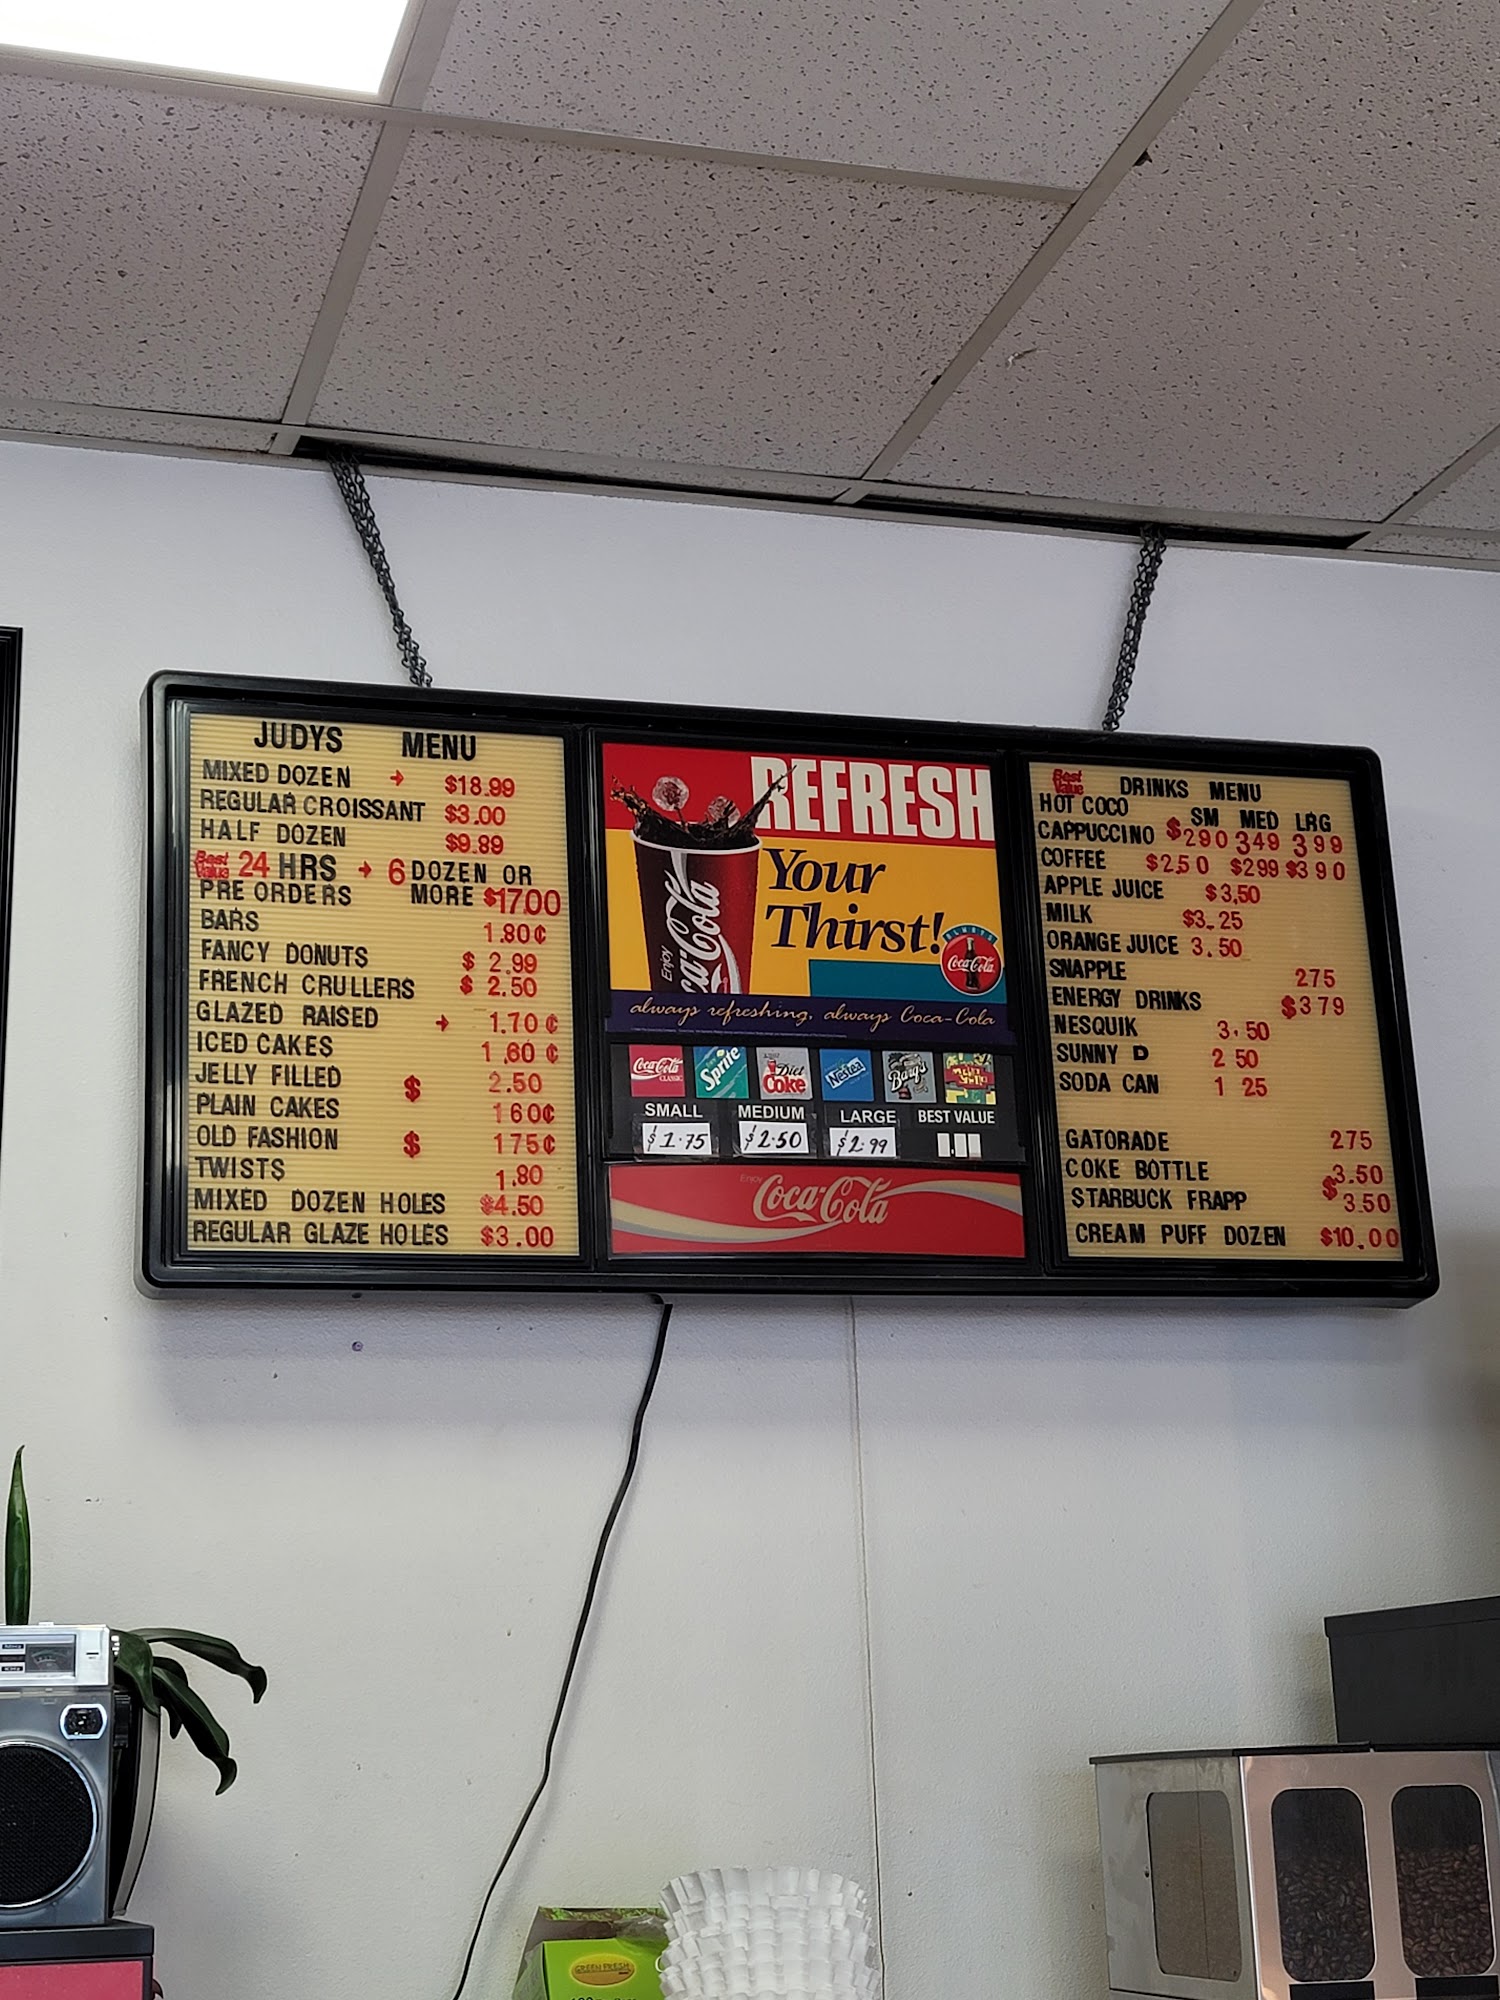 JUDYS MENU
MIXED DOZEN → $18.99
REGULAR CROISSANT $3.00
HALF DOZEN $9.89
Best Value 24 HRS → 6 DOZEN OR
PRE ORDERS MORE $17.00
BARS 1.80¢
FANCY DONUTS $ 2.99
FRENCH CRULLERS $ 2.50
GLAZED RAISED → 1.70¢
ICED CAKES 1.60¢
JELLY FILLED $ 2.50
PLAIN CAKES 160¢
OLD FASHION $ 175¢
TWISTS 1.80
MIXED DOZEN HOLES $4.50
REGULAR GLAZE HOLES $3.00
REFRESH
Your
Thirst!
Enjoy
Coca-Cola
ALWAYS
Coca-Cola
always refreshing, always Coca-Cola
Coca-Cola CLASSIC
Sprite
Diet Coke
Nestea
Barq's
SMALL MEDIUM LARGE BEST VALUE
$1.75 $2.50 $2.99
Enjoy
Coca-Cola
Best Value DRINKS MENU
HOT COCO SM MED LRG
CAPPUCCINO $290 349 399
COFFEE $2.50 $299 $390
APPLE JUICE $3.50
MILK $3.25
ORANGE JUICE 3.50
SNAPPLE 275
ENERGY DRINKS $379
NESQUIK 3.50
SUNNY D 2 50
SODA CAN 1 25
GATORADE 275
COKE BOTTLE 3.50
STARBUCK FRAPP $3.50
CREAM PUFF DOZEN $10.00
GREEN FRESH